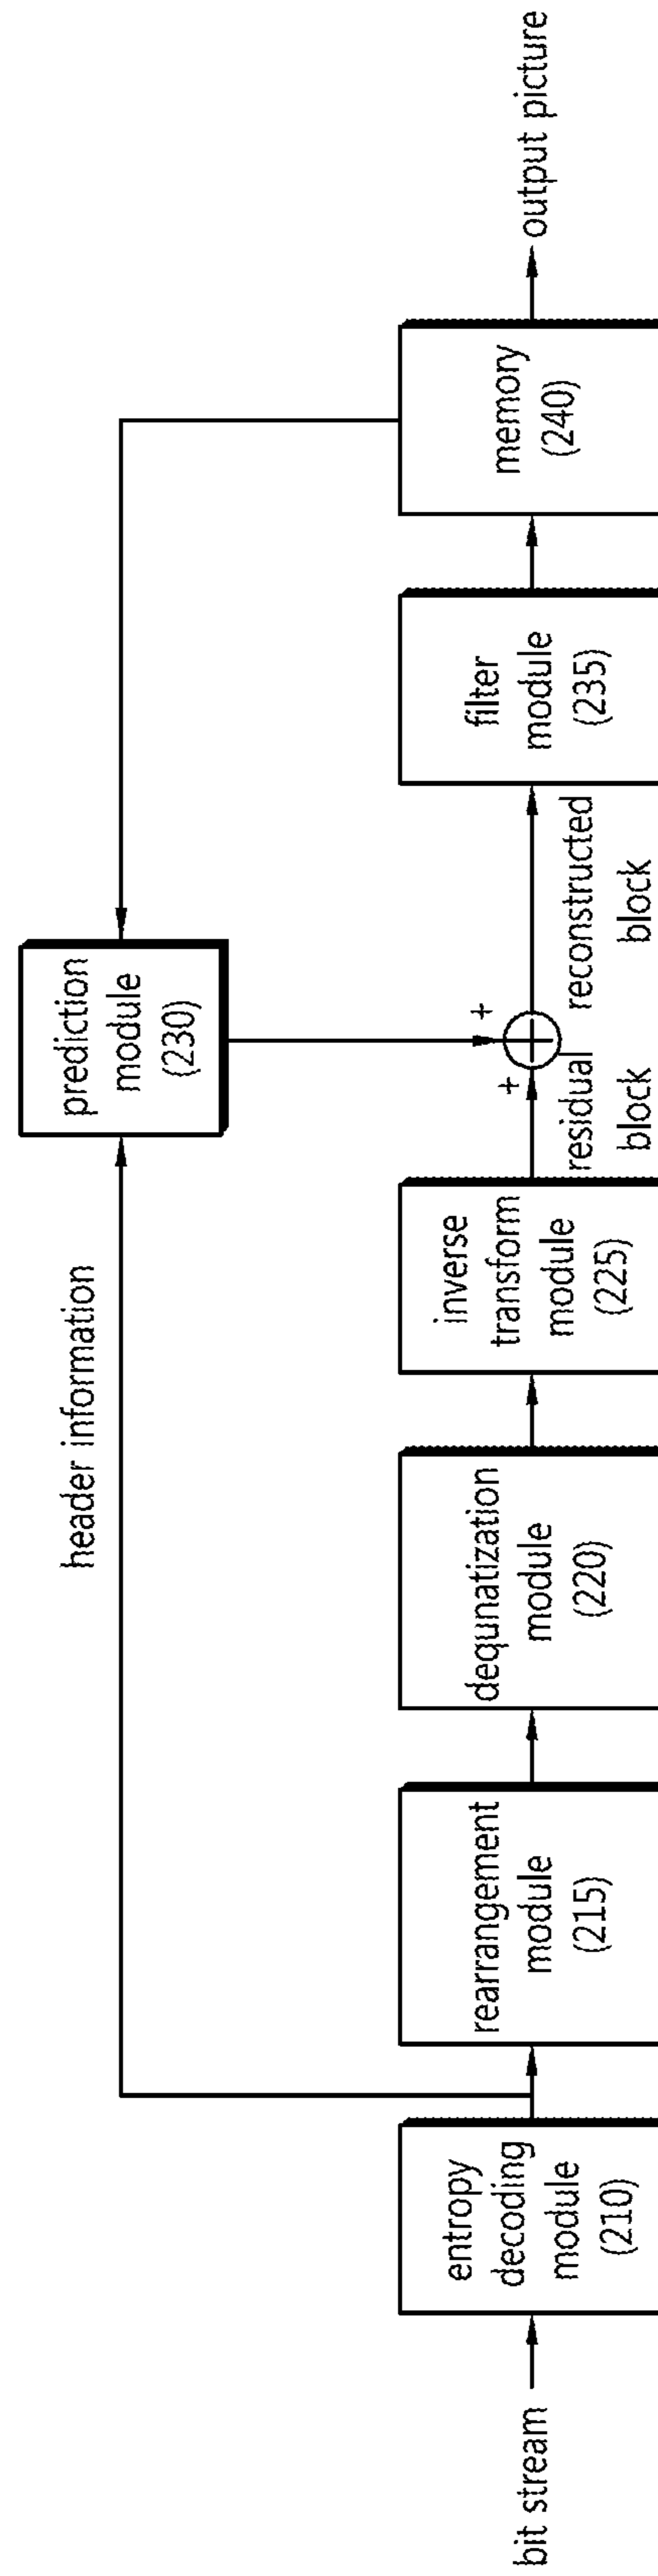 header information
prediction
module
(230)
bit stream
entropy
decoding
module
(210)
rearrangement
module
(215)
dequnatization
module
(220)
inverse
transform
module
(225)
+
+
residual
block
reconstructed
block
filter
module
(235)
memory
(240)
output picture